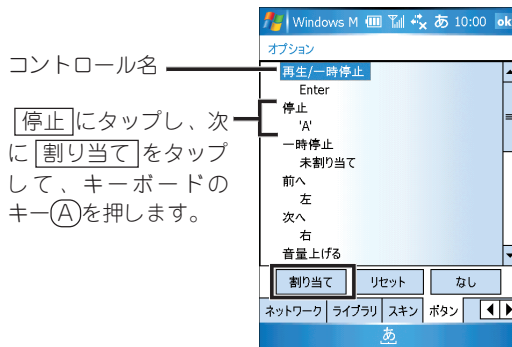 コントロール名
停止にタップし、次
に割り当てをタップ
して、キーボードの
キーAを押します。
Windows M あ 10:00 ok
オプション
再生/一時停止
Enter
停止
'A'
一時停止
未割り当て
前へ
左
次へ
右
音量上げる
割り当て リセット なし
ネットワーク ライブラリ スキン ボタン
あ